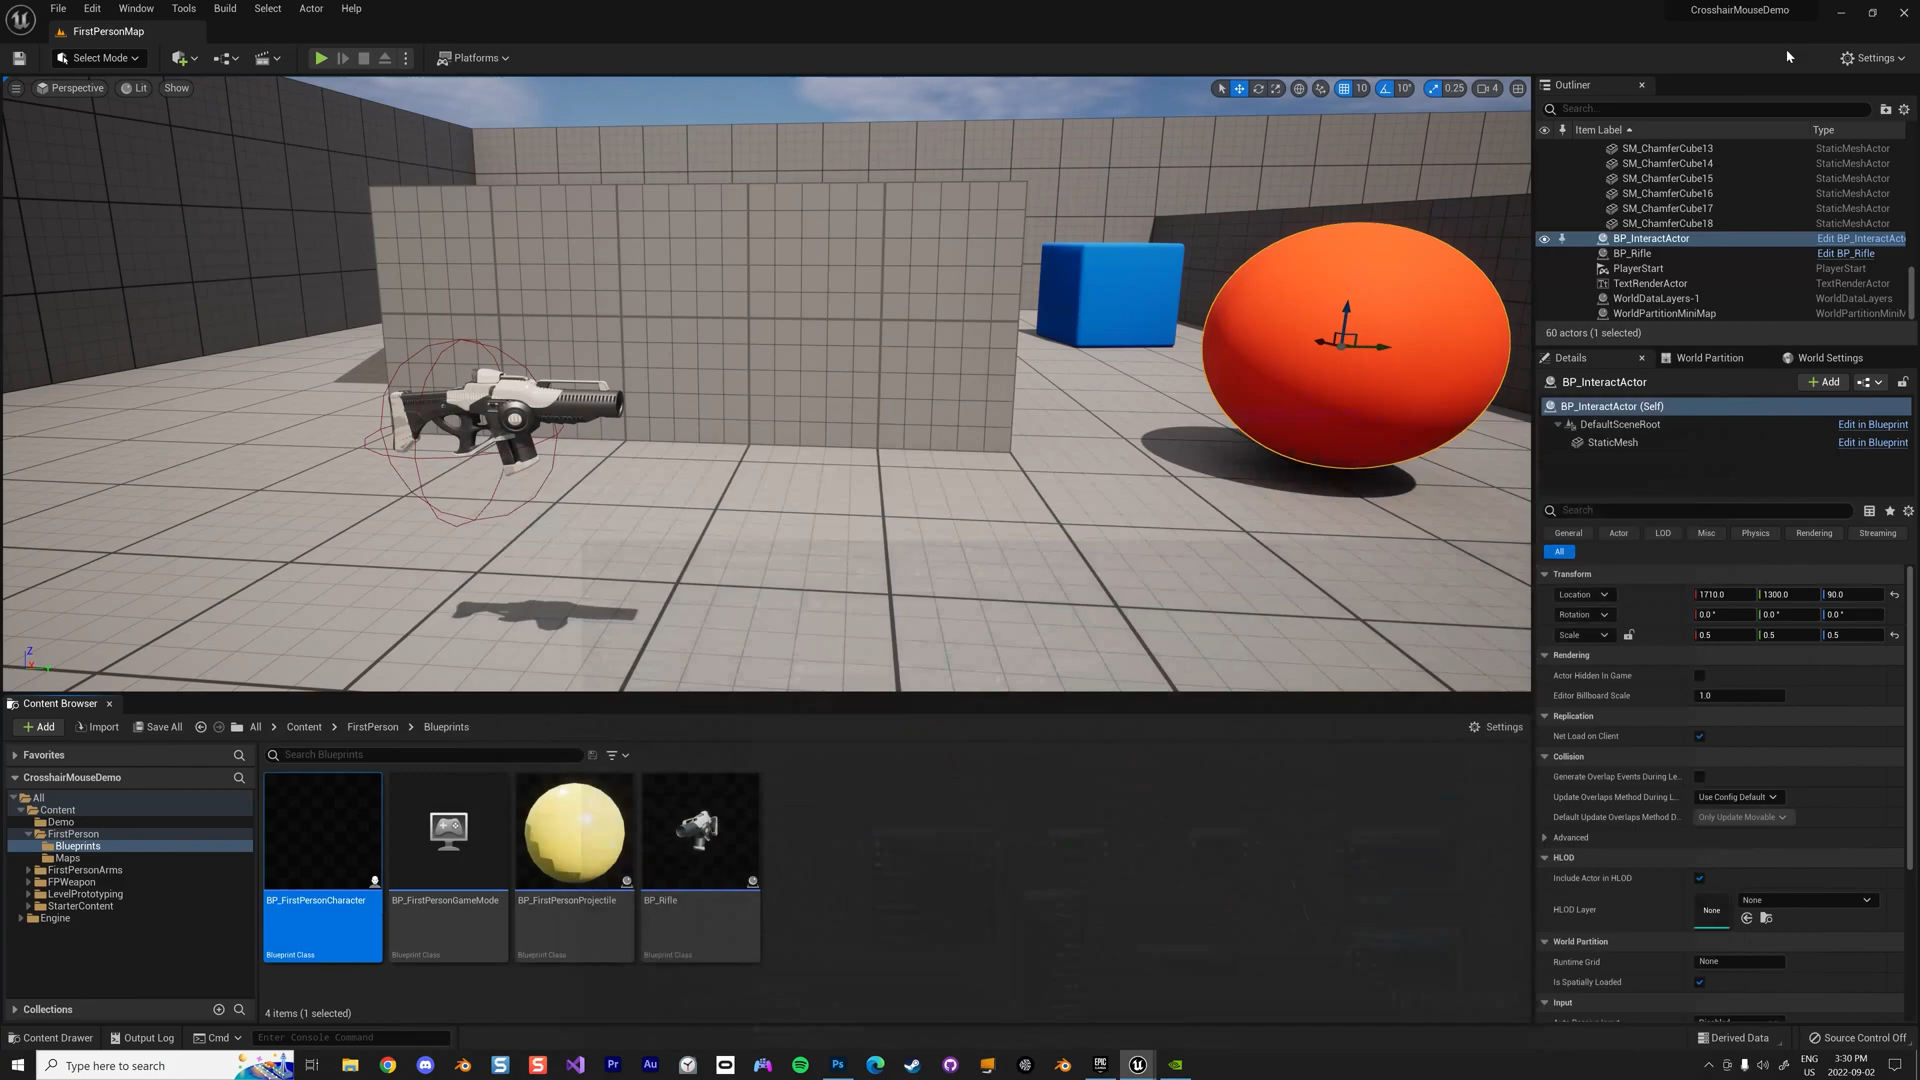 File Edit Window Tools Build Select Actor Help
CrosshairMouseDemo
FirstPersonMap
Select Mode
Platforms
Settings
Perspective Lit Show
10 10° 0.25 4
Outliner
Search...
Item Label Type
SM_ChamferCube13 StaticMeshActor
SM_ChamferCube14 StaticMeshActor
SM_ChamferCube15 StaticMeshActor
SM_ChamferCube16 StaticMeshActor
SM_ChamferCube17 StaticMeshActor
SM_ChamferCube18 StaticMeshActor
BP_InteractActor Edit BP_InteractAct
BP_Rifle Edit BP_Rifle
PlayerStart PlayerStart
TextRenderActor TextRenderActor
WorldDataLayers-1 WorldDataLayers
WorldPartitionMiniMap WorldPartitionMiniM
60 actors (1 selected)
Details World Partition World Settings
BP_InteractActor
Add
BP_InteractActor (Self)
DefaultSceneRoot Edit in Blueprint
StaticMesh Edit in Blueprint
Search
General Actor LOD Misc Physics Rendering Streaming
All
Transform
Location 1710.0 1300.0 90.0
Rotation 0.0 ° 0.0 ° 0.0 °
Scale 0.5 0.5 0.5
Rendering
Actor Hidden In Game
Editor Billboard Scale 1.0
Replication
Net Load on Client
Collision
Generate Overlap Events During Le...
Update Overlaps Method During L... Use Config Default
Default Update Overlaps Method D... Only Update Movable
Advanced
HLOD
Include Actor in HLOD
HLOD Layer None None
World Partition
Runtime Grid None
Is Spatially Loaded
Input
Z
Content Browser
Add Import Save All All Content FirstPerson Blueprints
Settings
Favorites
Search Blueprints
CrosshairMouseDemo
All
Content
Demo
FirstPerson
Blueprints
Maps
FirstPersonArms
FPWeapon
LevelPrototyping
StarterContent
Engine
Collections
BP_FirstPersonCharacter BP_FirstPersonGameMode BP_FirstPersonProjectile BP_Rifle
Blueprint Class Blueprint Class Blueprint Class Blueprint Class
4 items (1 selected)
Content Drawer Output Log Cmd Enter Console Command
Derived Data Source Control Off
Type here to search
Pr Au Ps
ENG US
3:30 PM
2022-09-02